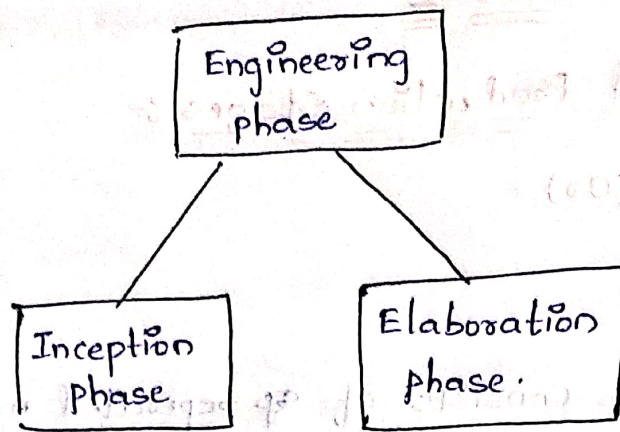 Engineering
phase
Inception
phase
Elaboration
phase.